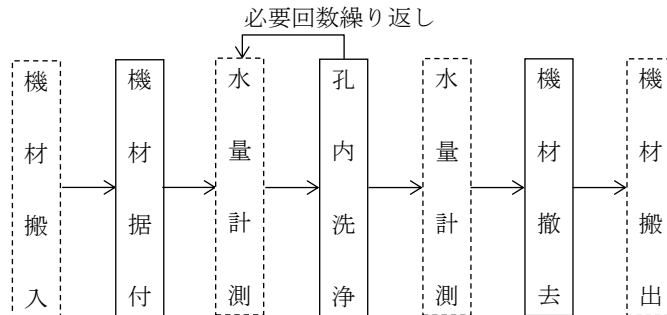 必要回数繰り返し
機材搬入
機材据付
水量計測
孔内洗浄
水量計測
機材撤去
機材搬出